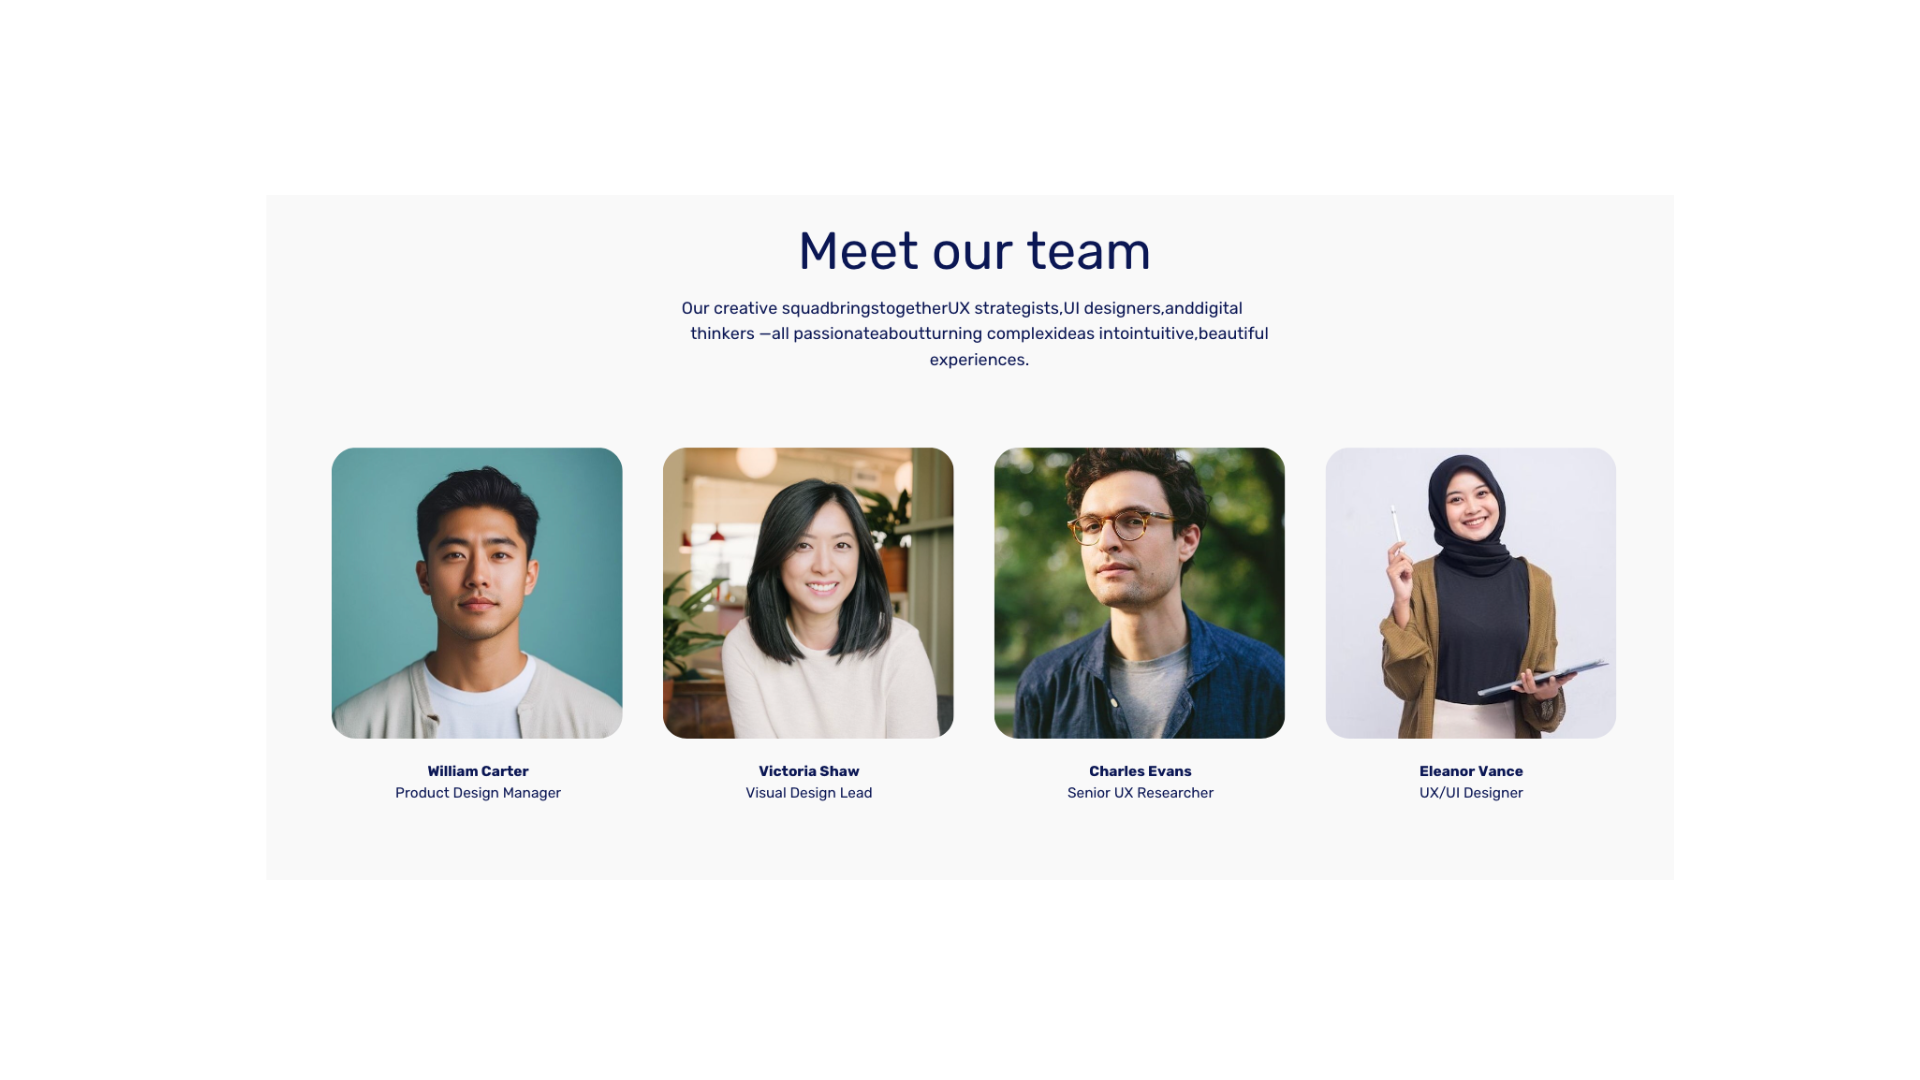 Meet our team
Our creative squadbringstogetherUX strategists,UI designers,anddigital
thinkers —all passionateaboutturning complexideas intointuitive,beautiful
experiences.
William Carter
Victoria Shaw
Charles Evans
Eleanor Vance
Product Design Manager
Visual Design Lead
Senior UX Researcher
UX/UI Designer